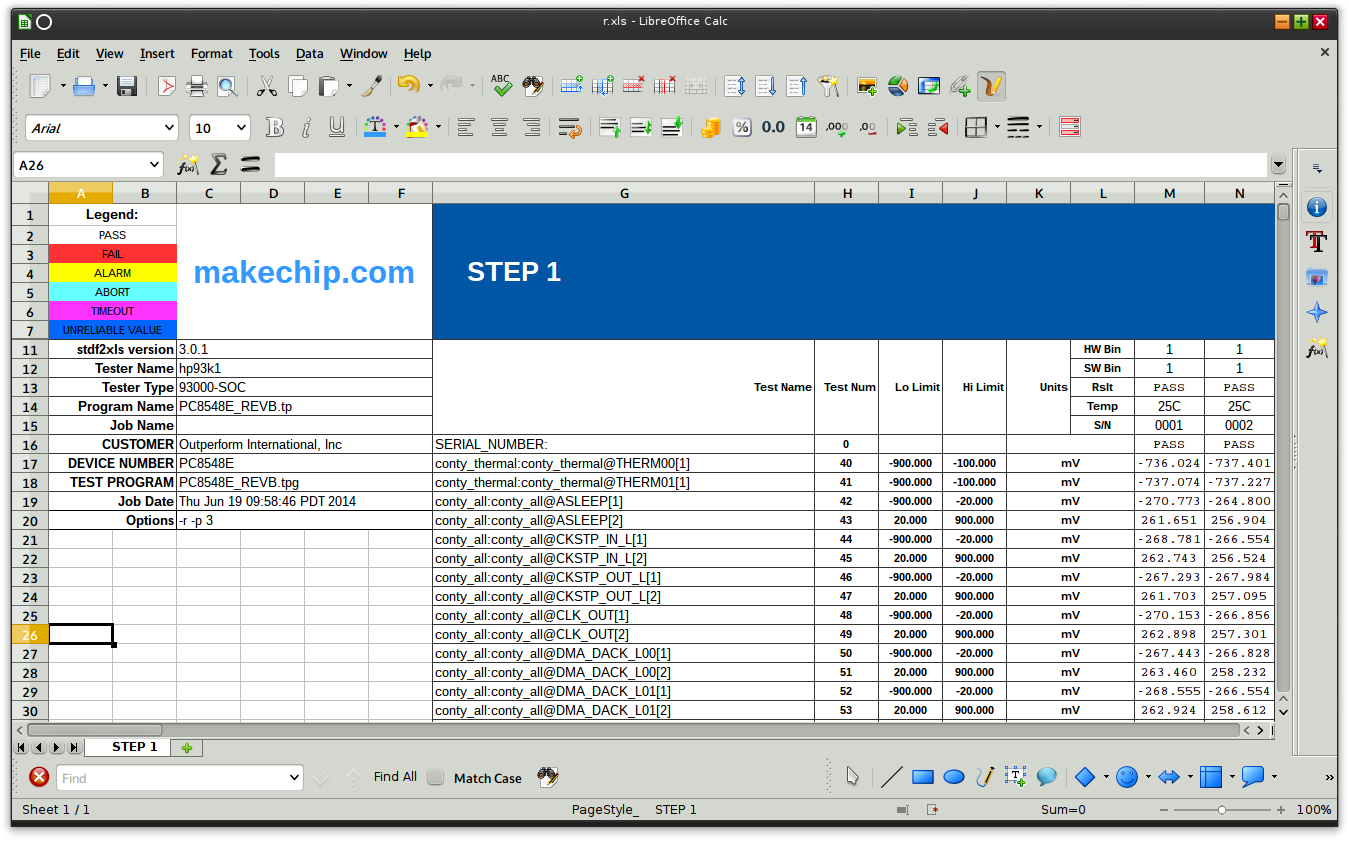 r.xls - LibreOffice Calc
File Edit View Insert Format Tools Data Window Help
ABC
Arial 10 B i U T % 0.0 14 .00 .00
A26 f(x) Σ =
A B C D E F G H I J K L M N
1 Legend:
2 PASS
3 FAIL
4 ALARM makechip.com STEP 1
5 ABORT
6 TIMEOUT
7 UNRELIABLE VALUE
11 stdf2xls version 3.0.1 HW Bin 1 1
12 Tester Name hp93k1 SW Bin 1 1
13 Tester Type 93000-SOC Test Name Test Num Lo Limit Hi Limit Units Rslt PASS PASS
14 Program Name PC8548E_REVB.tp Temp 25C 25C
15 Job Name S/N 0001 0002
16 CUSTOMER Outperform International, Inc SERIAL_NUMBER: 0 PASS PASS
17 DEVICE NUMBER PC8548E conty_thermal:conty_thermal@THERM00[1] 40 -900.000 -100.000 mV -736.024 -737.401
18 TEST PROGRAM PC8548E_REVB.tpg conty_thermal:conty_thermal@THERM01[1] 41 -900.000 -100.000 mV -737.074 -737.227
19 Job Date Thu Jun 19 09:58:46 PDT 2014 conty_all:conty_all@ASLEEP[1] 42 -900.000 -20.000 mV -270.773 -264.800
20 Options -r -p 3 conty_all:conty_all@ASLEEP[2] 43 20.000 900.000 mV 261.651 256.904
21 conty_all:conty_all@CKSTP_IN_L[1] 44 -900.000 -20.000 mV -268.781 -266.554
22 conty_all:conty_all@CKSTP_IN_L[2] 45 20.000 900.000 mV 262.743 256.524
23 conty_all:conty_all@CKSTP_OUT_L[1] 46 -900.000 -20.000 mV -267.293 -267.984
24 conty_all:conty_all@CKSTP_OUT_L[2] 47 20.000 900.000 mV 261.703 257.095
25 conty_all:conty_all@CLK_OUT[1] 48 -900.000 -20.000 mV -270.153 -266.856
26 conty_all:conty_all@CLK_OUT[2] 49 20.000 900.000 mV 262.898 257.301
27 conty_all:conty_all@DMA_DACK_L00[1] 50 -900.000 -20.000 mV -267.443 -266.828
28 conty_all:conty_all@DMA_DACK_L00[2] 51 20.000 900.000 mV 263.460 258.232
29 conty_all:conty_all@DMA_DACK_L01[1] 52 -900.000 -20.000 mV -268.555 -266.554
30 conty_all:conty_all@DMA_DACK_L01[2] 53 20.000 900.000 mV 262.924 258.612
STEP 1
Find Find All Match Case T
Sheet 1 / 1 PageStyle_ STEP 1 Sum=0 100%